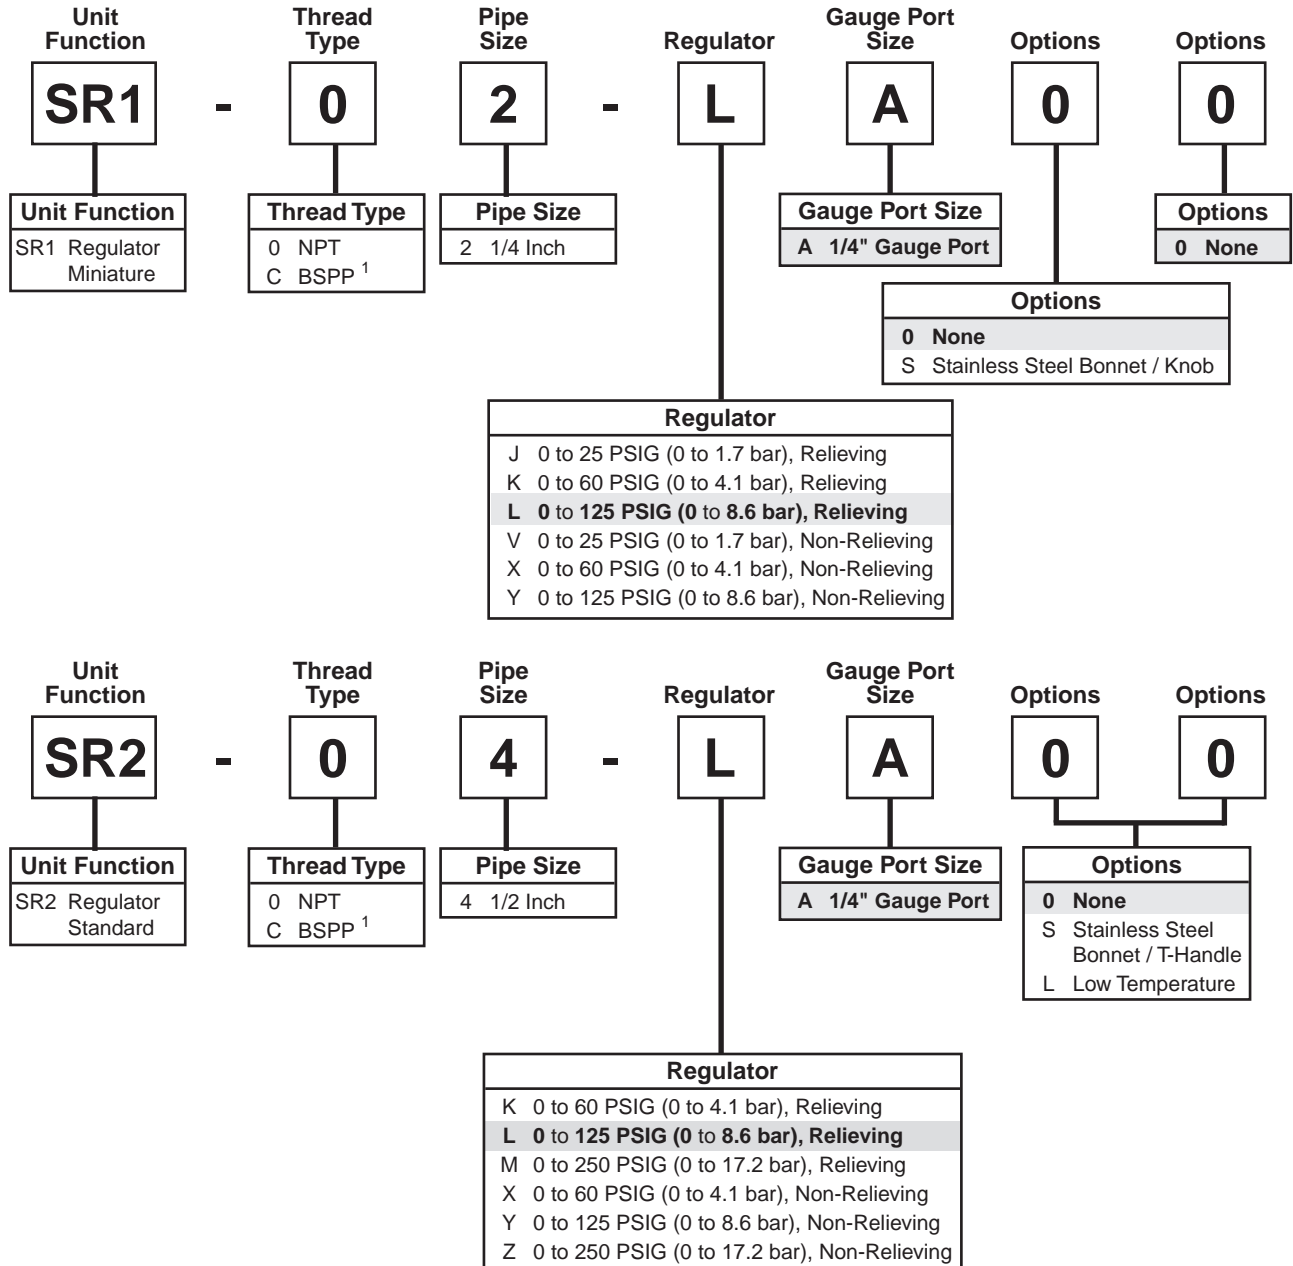 Unit Function
Thread Type
Pipe Size
Regulator
Gauge Port Size
Options
Options
SR1 - 0 2 - L A 0 0
Unit Function
SR1 Regulator
Miniature
Thread Type
0 NPT
C BSPP 1
Pipe Size
2 1/4 Inch
Gauge Port Size
A 1/4" Gauge Port
Options
0 None
Options
0 None
S Stainless Steel Bonnet / Knob
Regulator
J 0 to 25 PSIG (0 to 1.7 bar), Relieving
K 0 to 60 PSIG (0 to 4.1 bar), Relieving
L 0 to 125 PSIG (0 to 8.6 bar), Relieving
V 0 to 25 PSIG (0 to 1.7 bar), Non-Relieving
X 0 to 60 PSIG (0 to 4.1 bar), Non-Relieving
Y 0 to 125 PSIG (0 to 8.6 bar), Non-Relieving
Unit Function
Thread Type
Pipe Size
Regulator
Gauge Port Size
Options
Options
SR2 - 0 4 - L A 0 0
Unit Function
SR2 Regulator
Standard
Thread Type
0 NPT
C BSPP 1
Pipe Size
4 1/2 Inch
Gauge Port Size
A 1/4" Gauge Port
Options
0 None
S Stainless Steel
Bonnet / T-Handle
L Low Temperature
Regulator
K 0 to 60 PSIG (0 to 4.1 bar), Relieving
L 0 to 125 PSIG (0 to 8.6 bar), Relieving
M 0 to 250 PSIG (0 to 17.2 bar), Relieving
X 0 to 60 PSIG (0 to 4.1 bar), Non-Relieving
Y 0 to 125 PSIG (0 to 8.6 bar), Non-Relieving
Z 0 to 250 PSIG (0 to 17.2 bar), Non-Relieving